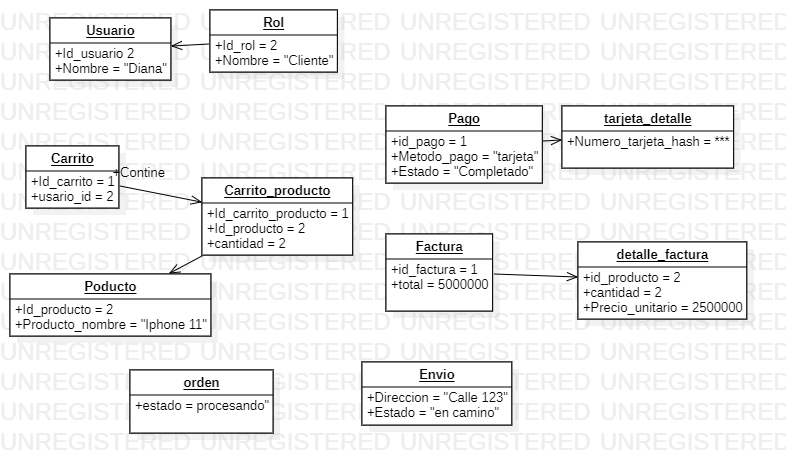 Usuario
+Id_usuario 2
+Nombre = "Diana"
Rol
+Id_rol = 2
+Nombre = "Cliente"
Pago
+id_pago = 1
+Metodo_pago = "tarjeta"
+Estado = "Completado"
tarjeta_detalle
+Numero_tarjeta_hash = ***
Carrito
+Id_carrito = 1
+usario_id = 2
+Contine
Carrito_producto
+Id_carrito_producto = 1
+Id_producto = 2
+cantidad = 2
Factura
+id_factura = 1
+total = 5000000
detalle_factura
+id_producto = 2
+cantidad = 2
+Precio_unitario = 2500000
Poducto
+Id_producto = 2
+Producto_nombre = "Iphone 11"
orden
+estado = procesando"
Envio
+Direccion = "Calle 123"
+Estado = "en camino"
UNREGISTERED